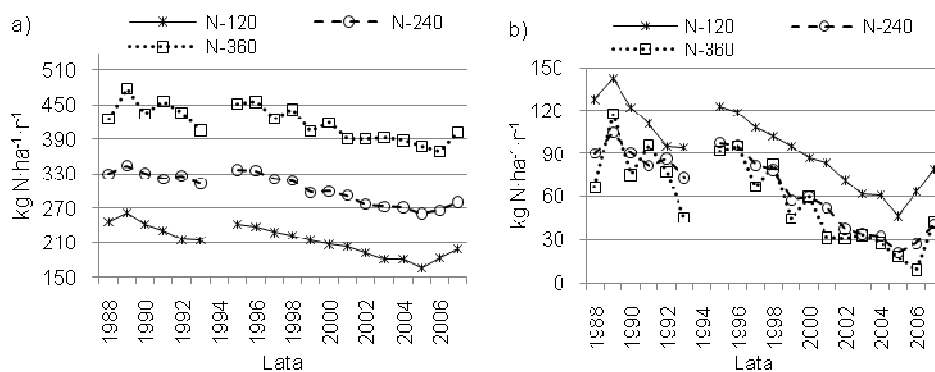 a)
N-120
N-240
N-360
510
450
390
330
270
210
150
kg N·ha⁻¹·r⁻¹
1988
1990
1992
1994
1996
1998
2000
2002
2004
2006
Lata
b)
N-120
N-240
N-360
150
120
90
60
30
0
kg N·ha⁻¹·r⁻¹
1988
1990
1992
1994
1996
1998
2000
2002
2004
2006
Lata